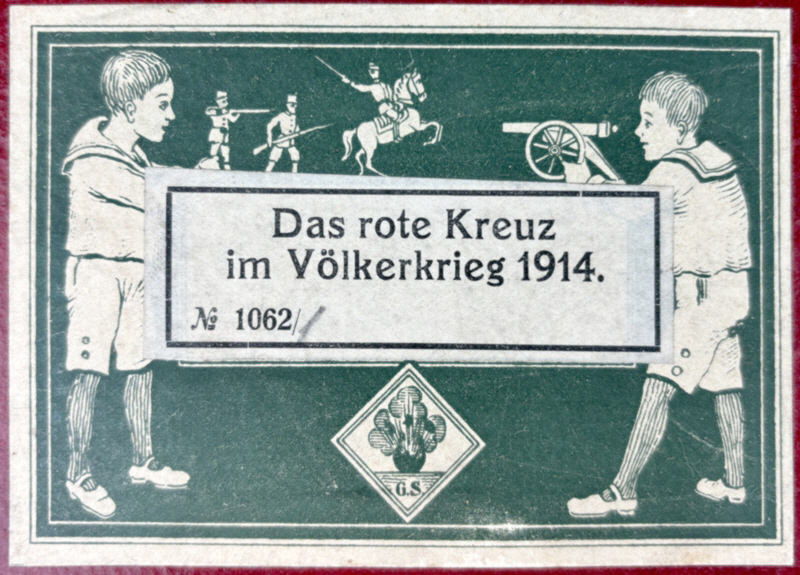 Das rote Kreuz
im Völkerkrieg 1914.
№ 1062/
G.S